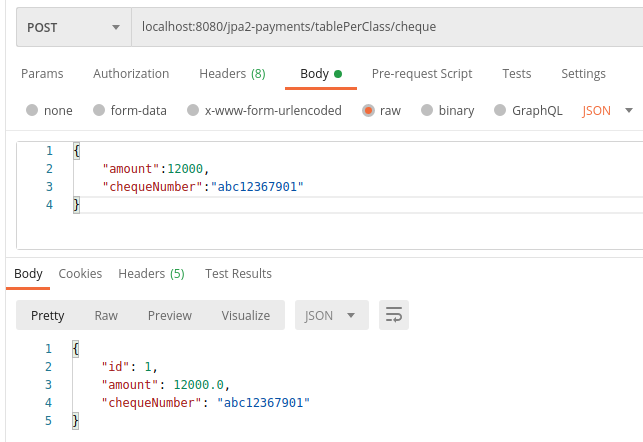 POST localhost:8080/jpa2-payments/tablePerClass/cheque
Params Authorization Headers (8) Body Pre-request Script Tests Settings
none form-data x-www-form-urlencoded raw binary GraphQL JSON
1 {
2 "amount":12000,
3 "chequeNumber":"abc12367901"
4 }
Body Cookies Headers (5) Test Results
Pretty Raw Preview Visualize JSON
1 {
2 "id": 1,
3 "amount": 12000.0,
4 "chequeNumber": "abc12367901"
5 }